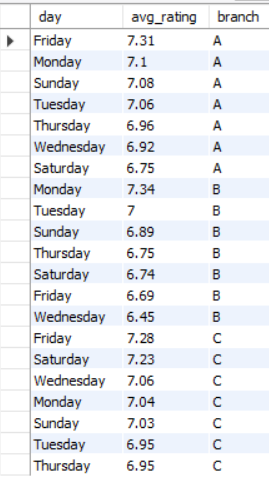 day avg_rating branch
Friday 7.31 A
Monday 7.1 A
Sunday 7.08 A
Tuesday 7.06 A
Thursday 6.96 A
Wednesday 6.92 A
Saturday 6.75 A
Monday 7.34 B
Tuesday 7 B
Sunday 6.89 B
Thursday 6.75 B
Saturday 6.74 B
Friday 6.69 B
Wednesday 6.45 B
Friday 7.28 C
Saturday 7.23 C
Wednesday 7.06 C
Monday 7.04 C
Sunday 7.03 C
Tuesday 6.95 C
Thursday 6.95 C